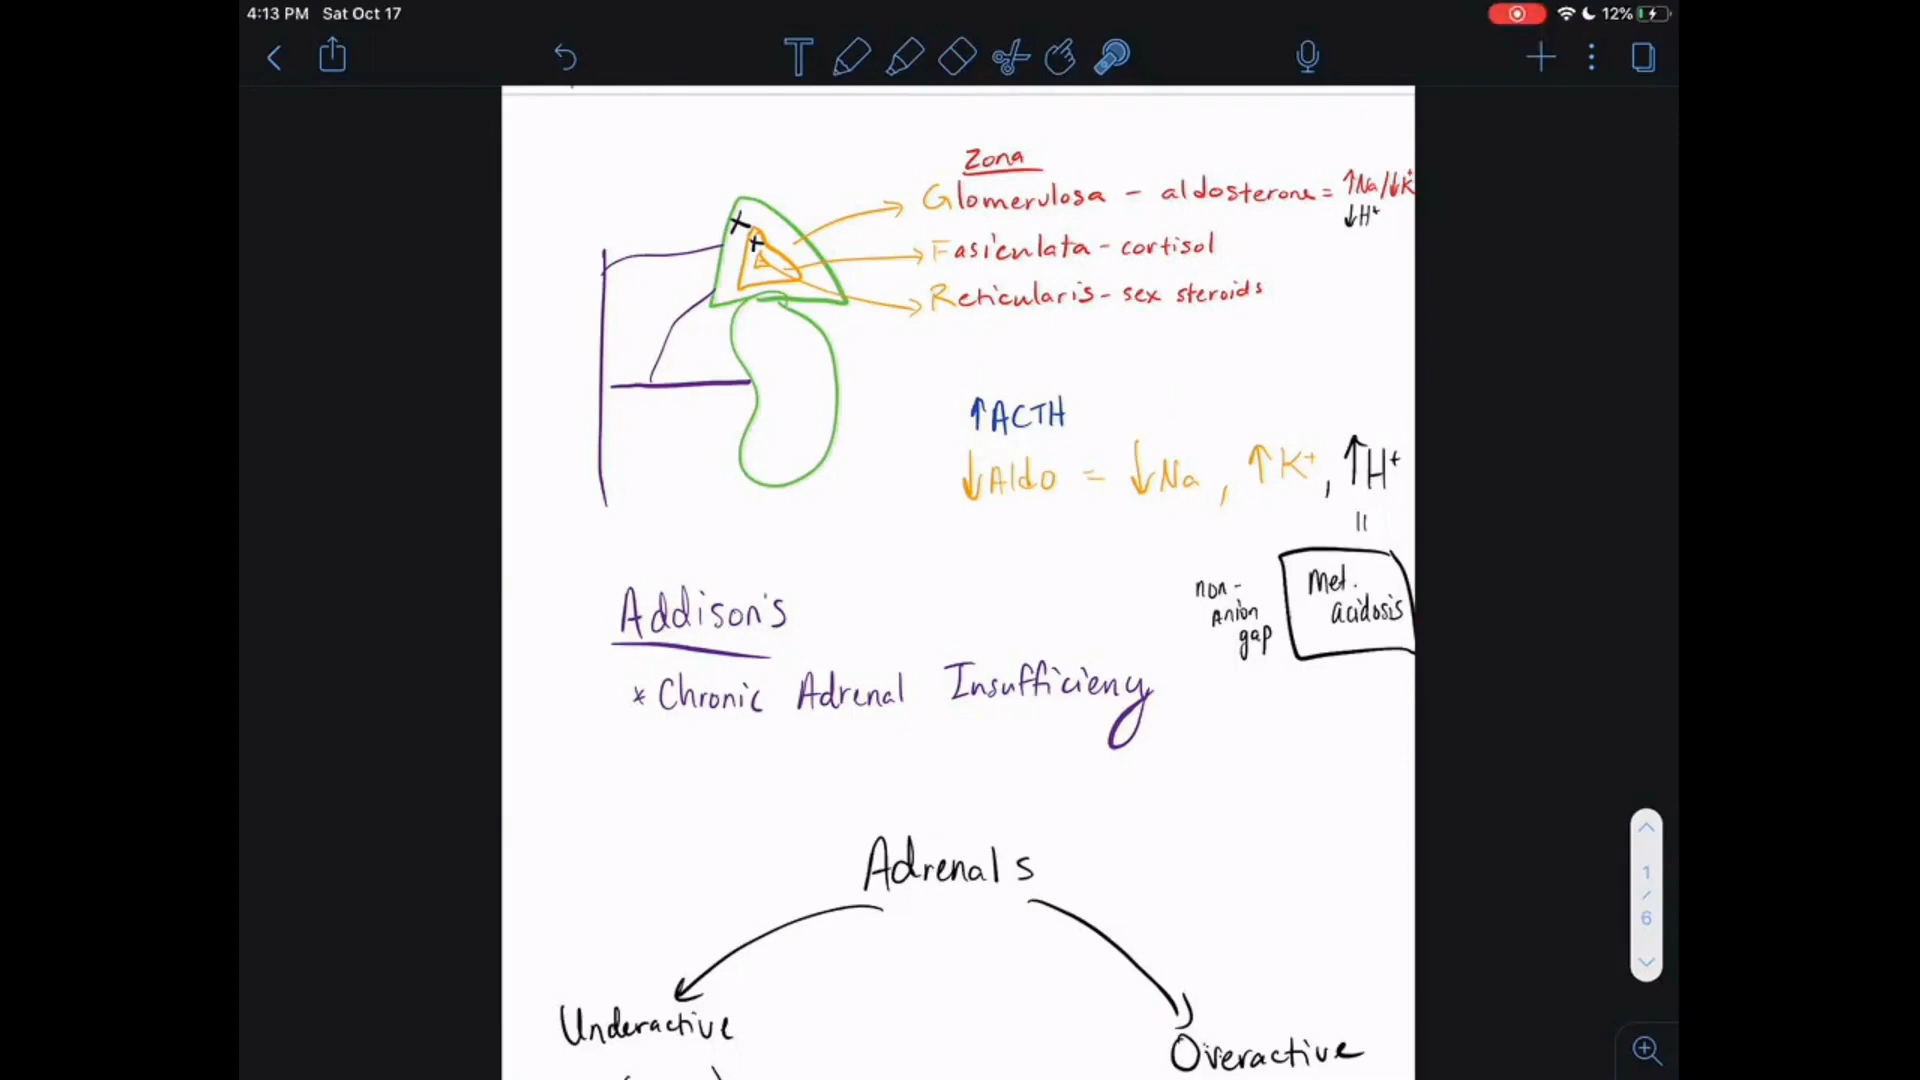 4:13 PM Sat Oct 17
12%
T
Zona
Glomerulosa - aldosterone = ↑Na/↓K+
↓H+
Fasiculata - cortisol
Reticularis - sex steroids
↑ACTH
↓Aldo = ↓Na, ↑K+, ↑H+
=
non-
Anion
gap
Met.
acidosis
Addison's
* Chronic Adrenal Insufficieny
Adrenals
Underactive
Overactive
1
/
6